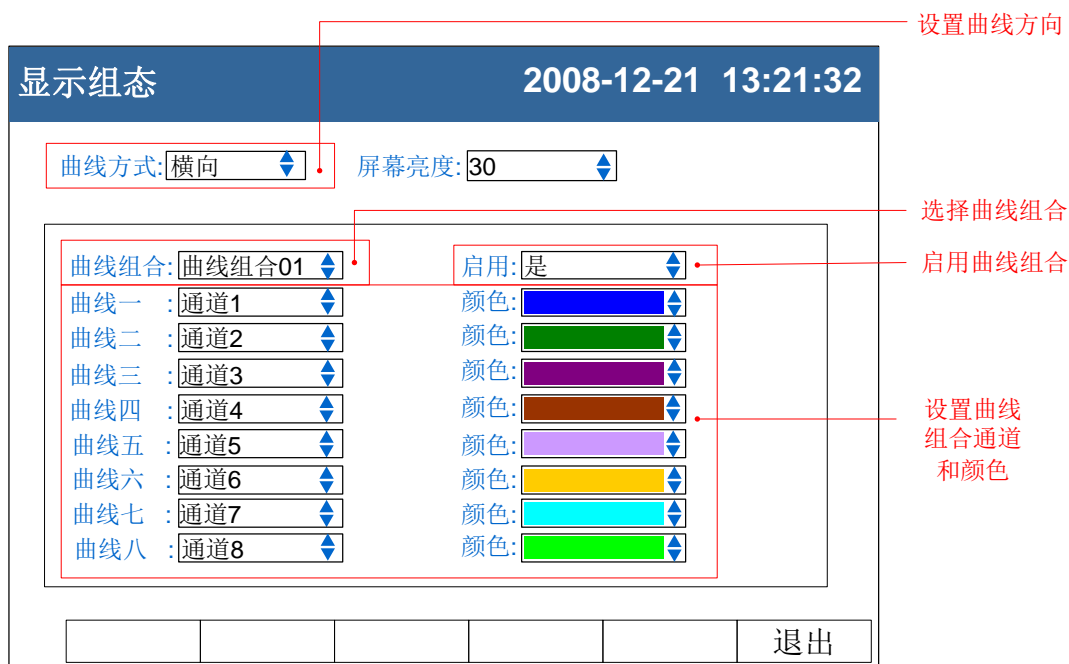 设置曲线方向
显示组态 2008-12-21 13:21:32
曲线方式:横向 屏幕亮度:30
选择曲线组合
曲线组合:曲线组合01 启用:是
启用曲线组合
曲线一 :通道1 颜色:
曲线二 :通道2 颜色:
曲线三 :通道3 颜色:
曲线四 :通道4 颜色:
曲线五 :通道5 颜色:
曲线六 :通道6 颜色:
曲线七 :通道7 颜色:
曲线八 :通道8 颜色:
设置曲线
组合通道
和颜色
退出